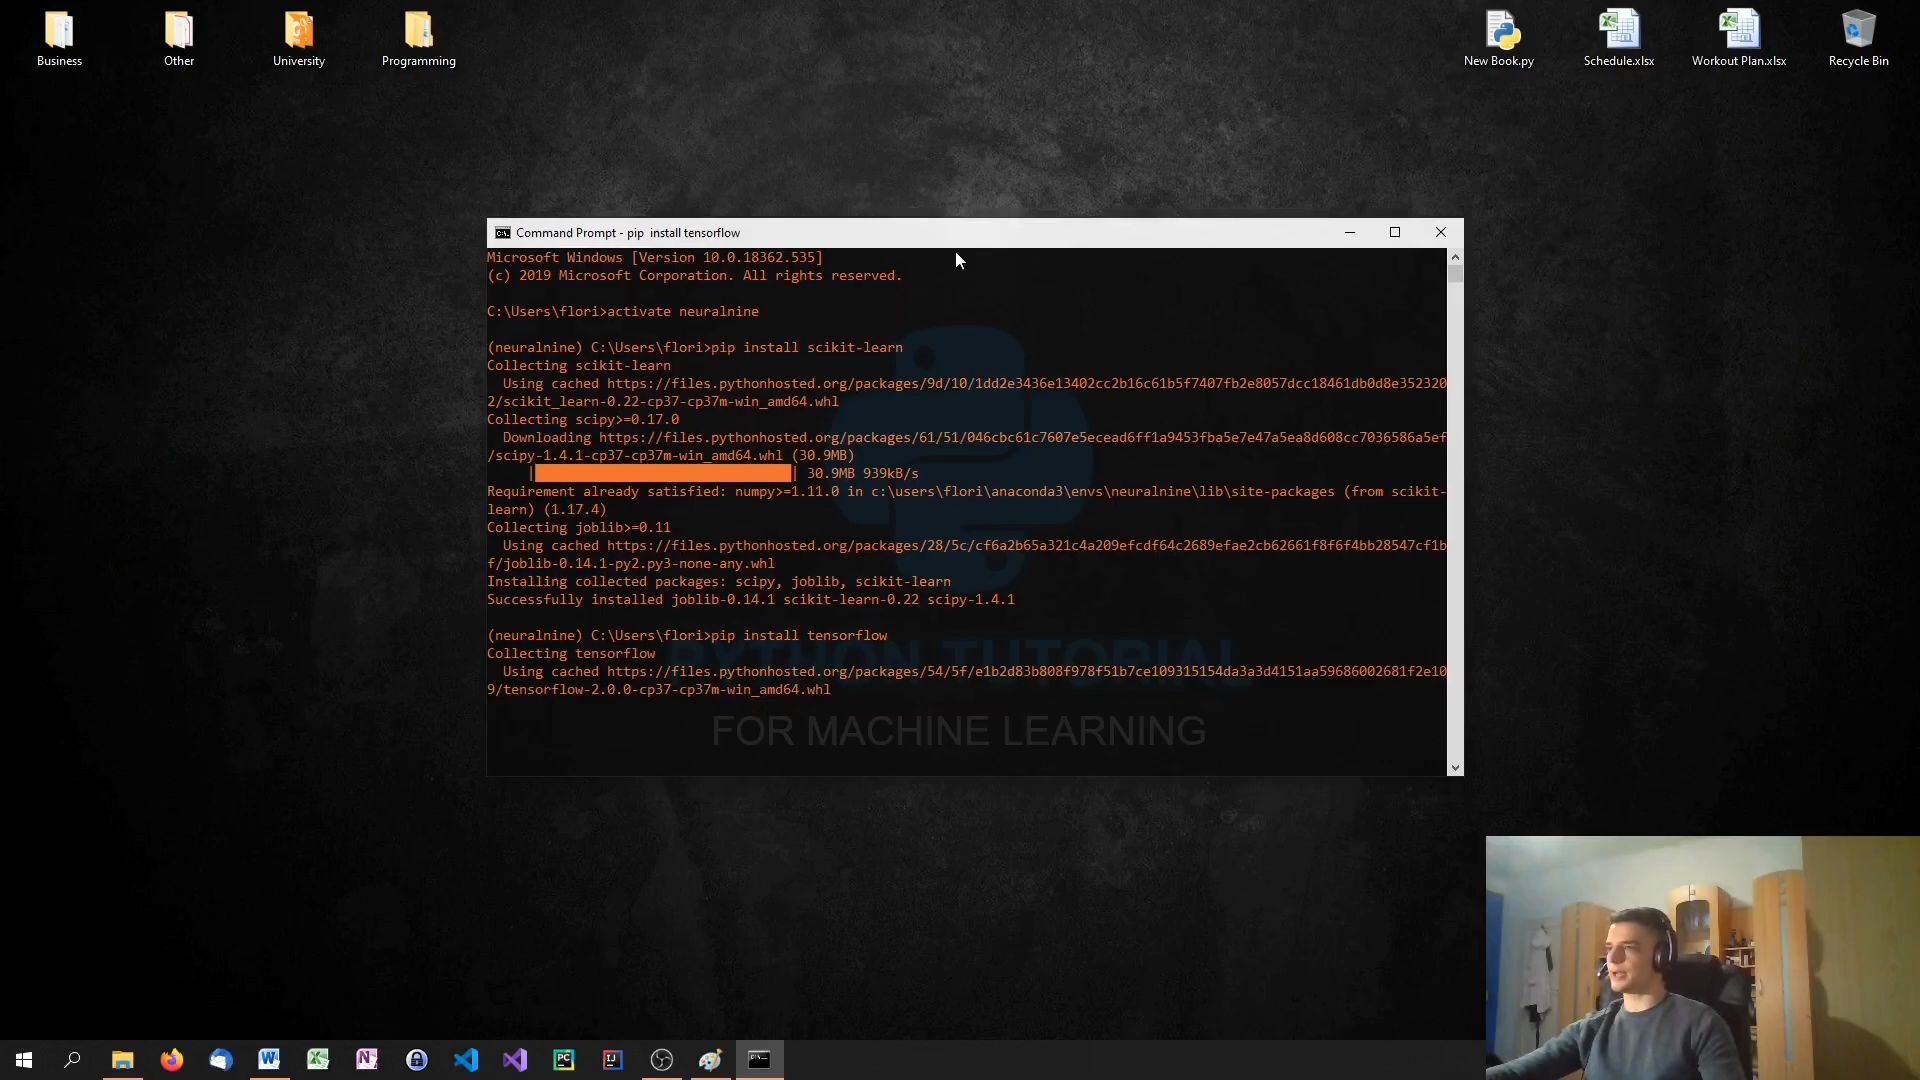 Business
Other
University
Programming
New Book.py
Schedule.xlsx
Workout Plan.xlsx
Recycle Bin
Command Prompt - pip  install tensorflow
Microsoft Windows [Version 10.0.18362.535]
(c) 2019 Microsoft Corporation. All rights reserved.
C:\Users\flori>activate neuralnine
(neuralnine) C:\Users\flori>pip install scikit-learn
Collecting scikit-learn
Using cached https://files.pythonhosted.org/packages/9d/10/1dd2e3436e13402cc2b16c61b5f7407fb2e8057dcc18461db0d8e352320
2/scikit_learn-0.22-cp37-cp37m-win_amd64.whl
Collecting scipy>=0.17.0
Downloading https://files.pythonhosted.org/packages/61/51/046cbc61c7607e5ecead6ff1a9453fba5e7e47a5ea8d608cc7036586a5ef
/scipy-1.4.1-cp37-cp37m-win_amd64.whl (30.9MB)
| | 30.9MB 939kB/s
Requirement already satisfied: numpy>=1.11.0 in c:\users\flori\anaconda3\envs\neuralnine\lib\site-packages (from scikit-
learn) (1.17.4)
Collecting joblib>=0.11
Using cached https://files.pythonhosted.org/packages/28/5c/cf6a2b65a321c4a209efcdf64c2689efae2cb62661f8f6f4bb28547cf1b
f/joblib-0.14.1-py2.py3-none-any.whl
Installing collected packages: scipy, joblib, scikit-learn
Successfully installed joblib-0.14.1 scikit-learn-0.22 scipy-1.4.1
(neuralnine) C:\Users\flori>pip install tensorflow
Collecting tensorflow
Using cached https://files.pythonhosted.org/packages/54/5f/e1b2d83b808f978f51b7ce109315154da3a3d4151aa59686002681f2e10
9/tensorflow-2.0.0-cp37-cp37m-win_amd64.whl
PYTHON TUTORIAL
FOR MACHINE LEARNING